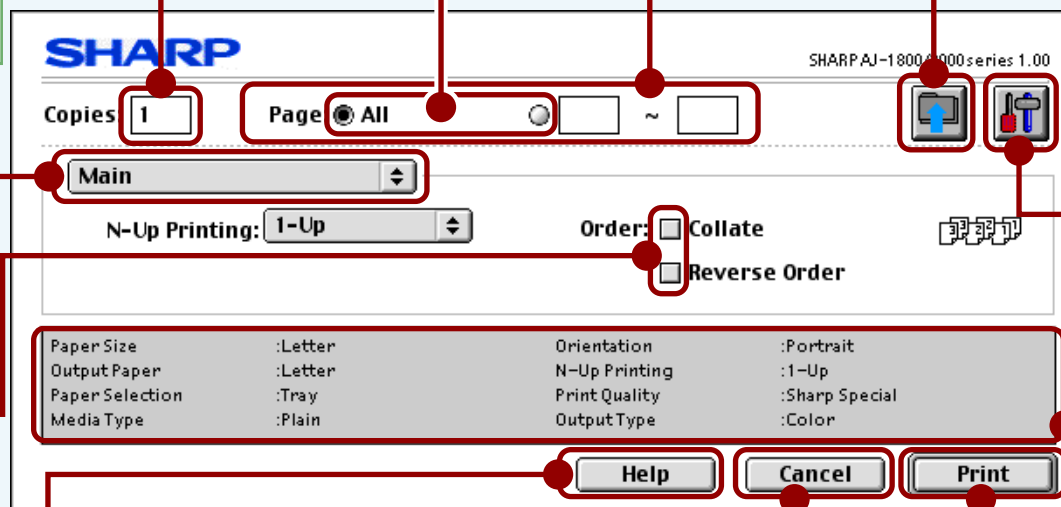 SHARP
SHARP AJ-1800/2000 series 1.00
Copies: 1 Page: All ~
Main
N-Up Printing: 1-Up Order: Collate
Reverse Order
Paper Size :Letter Orientation :Portrait
Output Paper :Letter N-Up Printing :1-Up
Paper Selection :Tray Print Quality :Sharp Special
Media Type :Plain Output Type :Color
Help Cancel Print